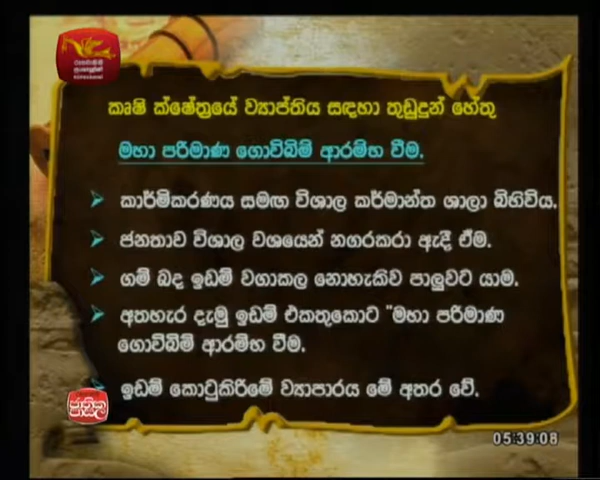 කෘෂි ක්ෂේත්‍රයේ ව්‍යාප්තිය සඳහා තුඩුදුන් හේතු
මහා පරිමාණ ගොවිබිම් ආරම්භ වීම.
කාර්මිකරණය සමඟ විශාල කර්මාන්ත ශාලා බිහිවිය.
ජනතාව විශාල වශයෙන් නගරකරා ඇදී ඒම.
ගම් බද ඉඩම් වගාකල නොහැකිව පාලුවට යාම.
අතහැර දැමු ඉඩම් එකතුකොට "මහා පරිමාණ
ගොවිබිම් ආරම්භ වීම.
ඉඩම් කොටුකිරීමේ ව්‍යාපාරය මේ අතර වේ.
ජාතික
පාසල
05:39:08